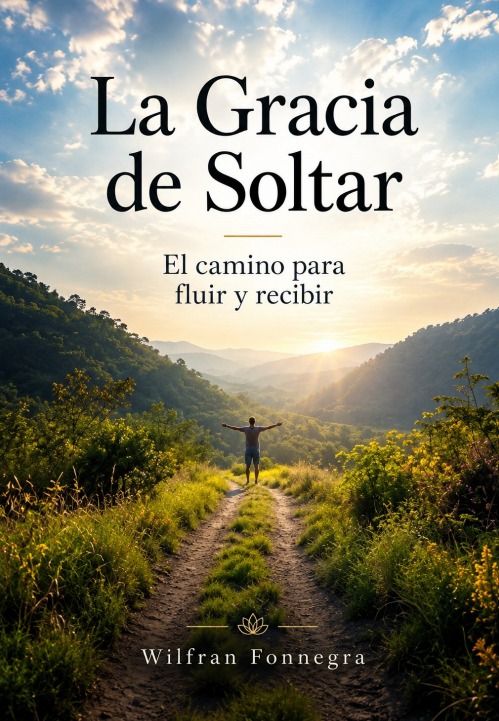 La Gracia
de Soltar
El camino para
fluir y recibir
Wilfran Fonnegra